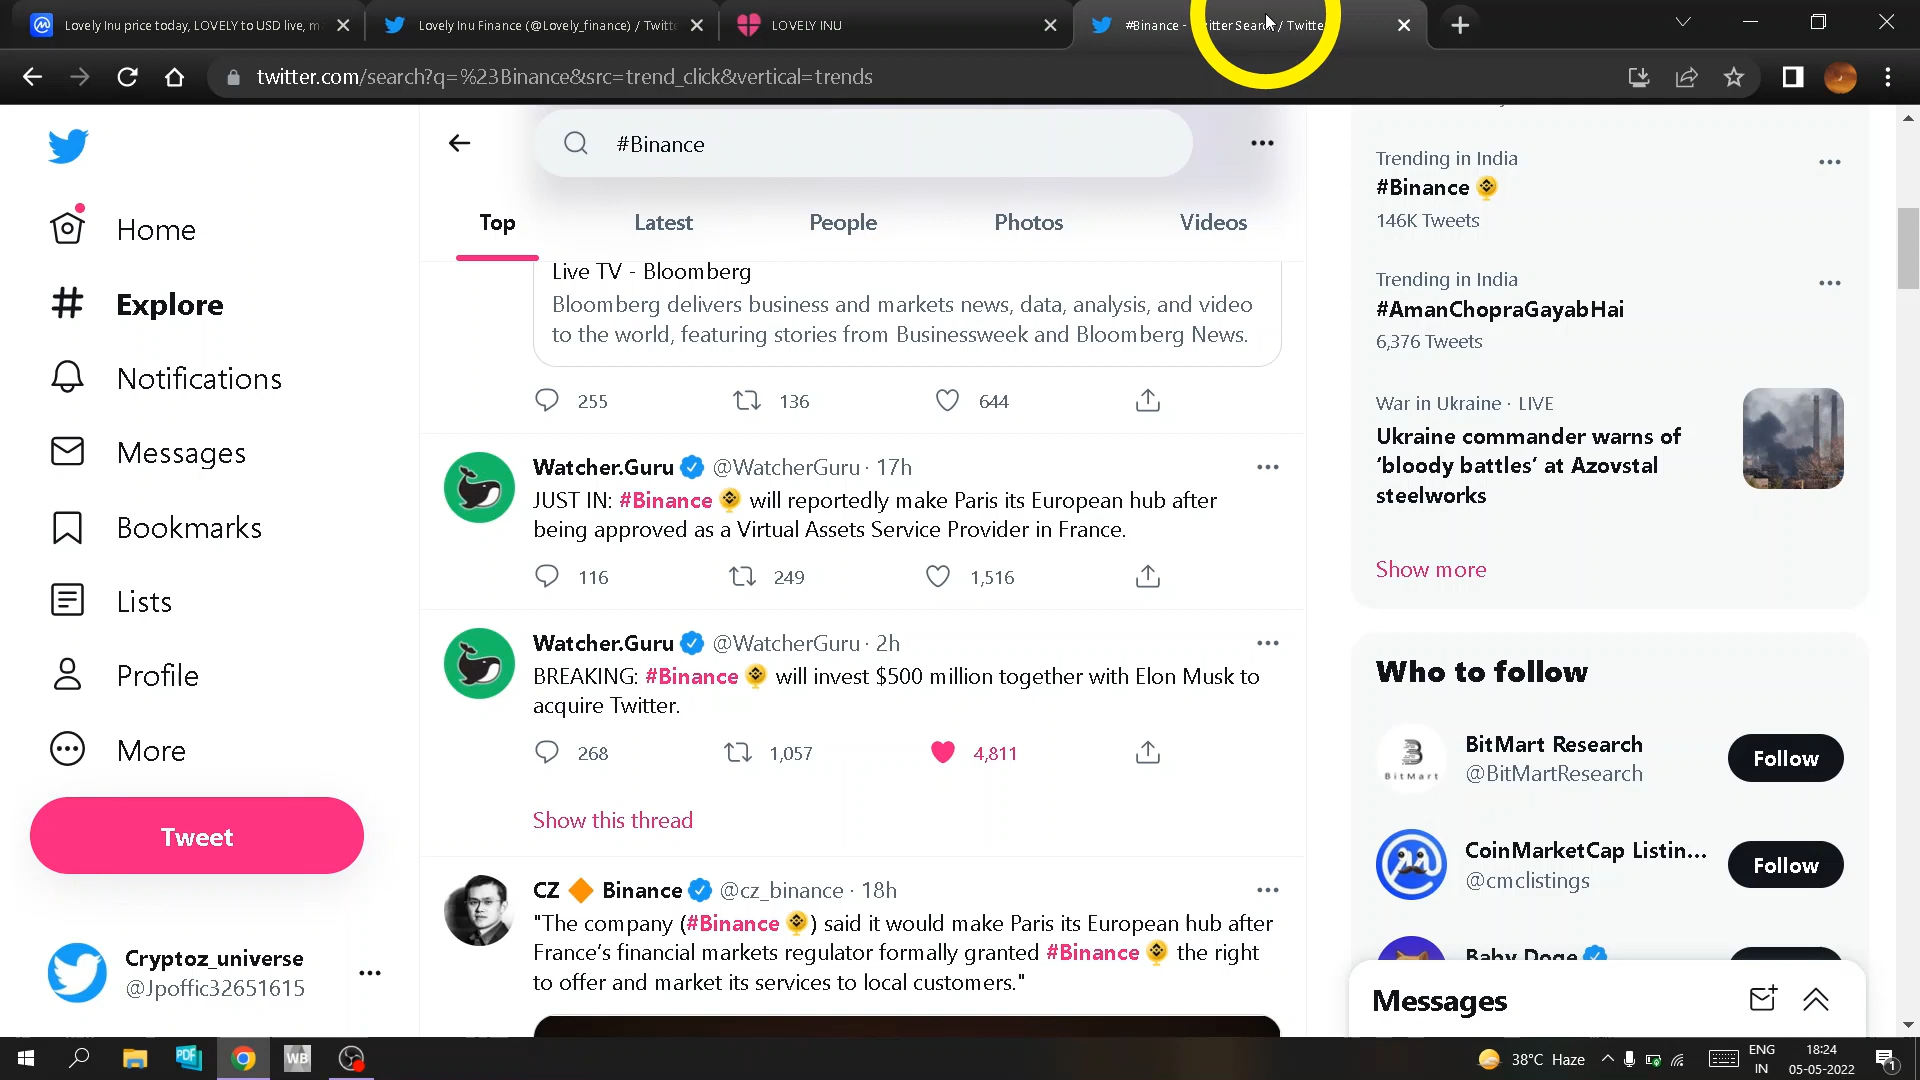 Lovely Inu price today, LOVELY to USD live, m
Lovely Inu Finance (@Lovely_finance) / Twitt
LOVELY INU
#Binance - Twitter Search / Twitte
twitter.com/search?q=%23Binance&src=trend_click&vertical=trends
#Binance
Top
Latest
People
Photos
Videos
Home
Explore
Notifications
Messages
Bookmarks
Lists
Profile
More
Tweet
Cryptoz_universe
@Jpoffic32651615
Live TV - Bloomberg
Bloomberg delivers business and markets news, data, analysis, and video
to the world, featuring stories from Businessweek and Bloomberg News.
255
136
644
Watcher.Guru @WatcherGuru · 17h
JUST IN: #Binance will reportedly make Paris its European hub after
being approved as a Virtual Assets Service Provider in France.
116
249
1,516
Watcher.Guru @WatcherGuru · 2h
BREAKING: #Binance will invest $500 million together with Elon Musk to
acquire Twitter.
268
1,057
4,811
Show this thread
CZ 🔶 Binance @cz_binance · 18h
"The company (#Binance) said it would make Paris its European hub after
France's financial markets regulator formally granted #Binance the right
to offer and market its services to local customers."
Trending in India
#Binance
146K Tweets
Trending in India
#AmanChopraGayabHai
6,376 Tweets
War in Ukraine · LIVE
Ukraine commander warns of
'bloody battles' at Azovstal
steelworks
Show more
Who to follow
BitMart
BitMart Research
@BitMartResearch
Follow
CoinMarketCap Listin...
@cmclistings
Follow
Baby Doge
Messages
PDF
WB
38°C Haze
ENG
IN
18:24
05-05-2022
1